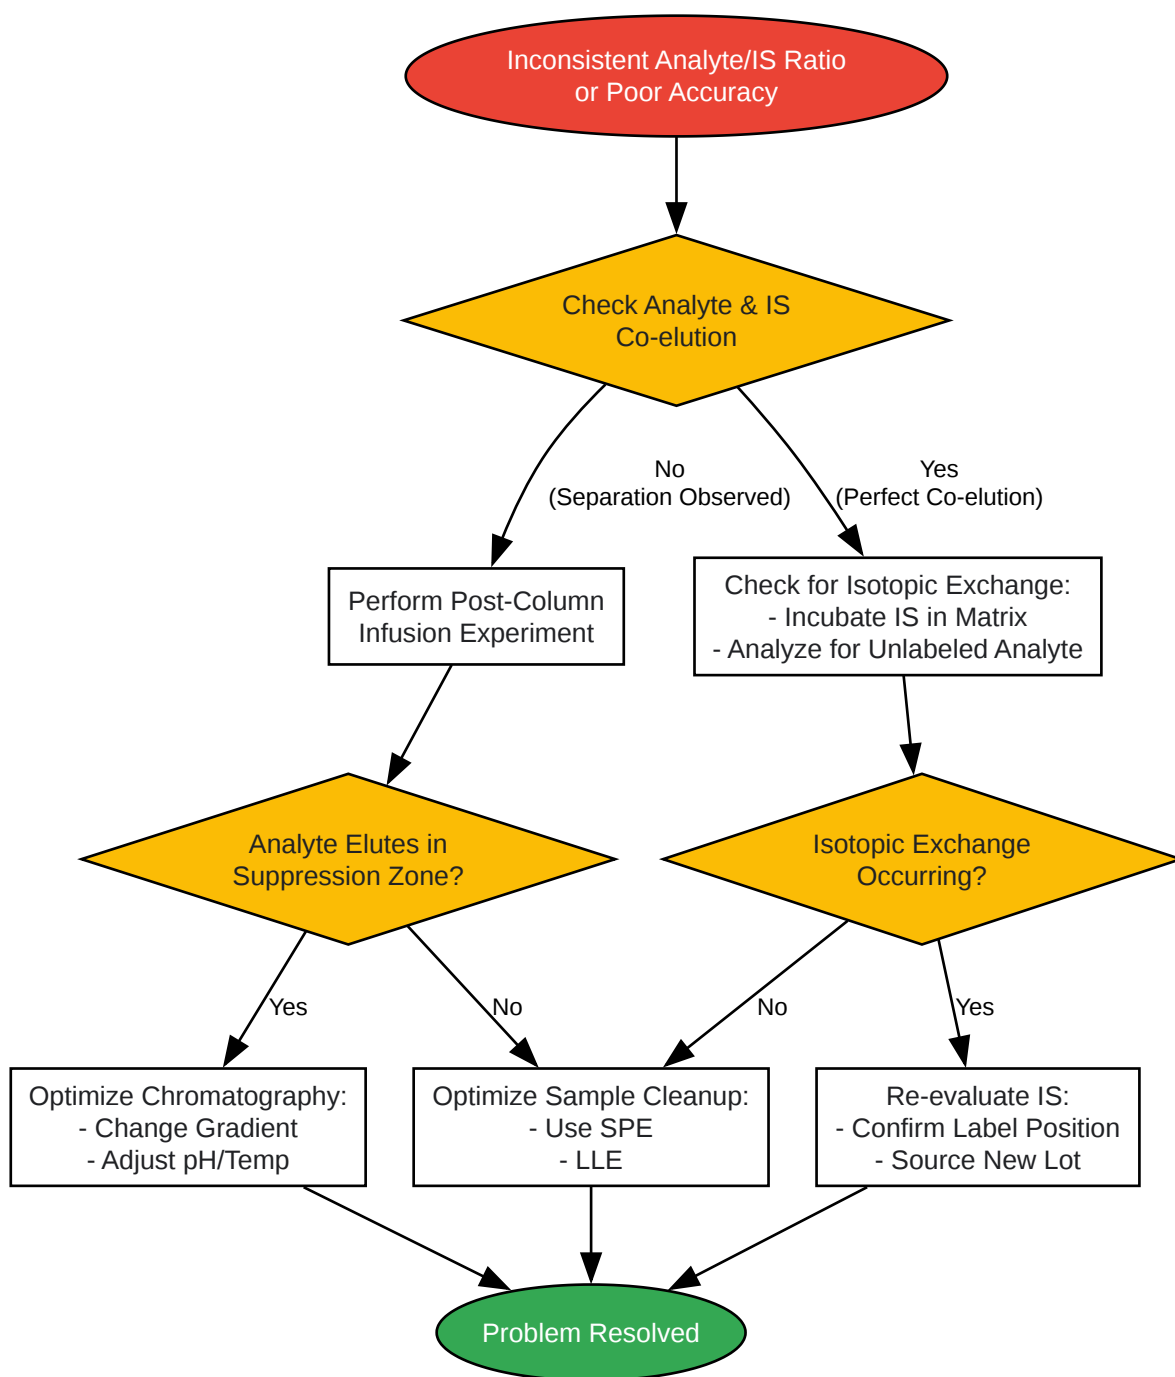 Inconsistent Analyte/IS Ratio
or Poor Accuracy
Check Analyte & IS
Co-elution
No
(Separation Observed)
Yes
(Perfect Co-elution)
Perform Post-Column
Infusion Experiment
Check for Isotopic Exchange:
- Incubate IS in Matrix
- Analyze for Unlabeled Analyte
Analyte Elutes in
Suppression Zone?
Isotopic Exchange
Occurring?
Yes
No
No
Yes
Optimize Chromatography:
- Change Gradient
- Adjust pH/Temp
Optimize Sample Cleanup:
- Use SPE
- LLE
Re-evaluate IS:
- Confirm Label Position
- Source New Lot
Problem Resolved